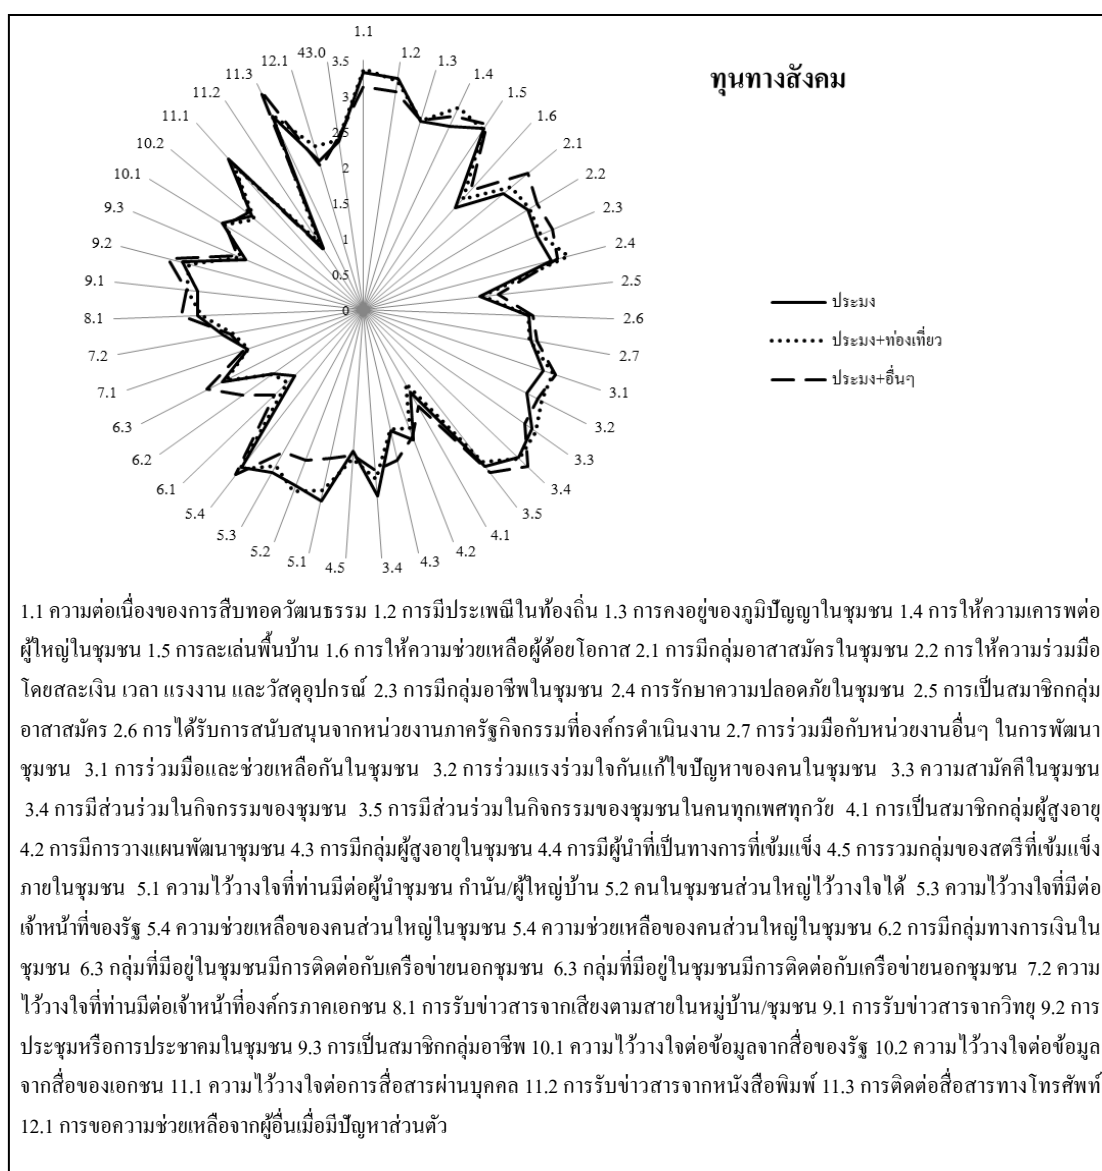 1.1
43.0
1.2
12.1
1.3
11.3
1.4
11.2
1.5
11.1
1.6
10.2
2.1
10.1
2.2
9.3
2.3
9.2
2.4
9.1
2.5
8.1
2.6
7.2
2.7
7.1
3.1
6.3
3.2
6.2
3.3
6.1
3.4
5.4
3.5
5.3
4.1
5.2
4.2
5.1
4.3
4.5
3.4
3.5
3
2.5
2
1.5
1
0.5
0
ทุนทางสังคม
ประมง
ประมง+ท่องเที่ยว
ประมง+อื่นๆ
1.1 ความต่อเนื่องของการสืบทอดวัฒนธรรม 1.2 การมีประเพณีในท้องถิ่น 1.3 การคงอยู่ของภูมิปัญญาในชุมชน 1.4 การให้ความเคารพต่อ
ผู้ใหญ่ในชุมชน 1.5 การละเล่นพื้นบ้าน 1.6 การให้ความช่วยเหลือผู้ด้อยโอกาส 2.1 การมีกลุ่มอาสาสมัครในชุมชน 2.2 การให้ความร่วมมือ
โดยสละเงิน เวลา แรงงาน และวัสดุอุปกรณ์ 2.3 การมีกลุ่มอาชีพในชุมชน 2.4 การรักษาความปลอดภัยในชุมชน 2.5 การเป็นสมาชิกกลุ่ม
อาสาสมัคร 2.6 การได้รับการสนับสนุนจากหน่วยงานภาครัฐกิจกรรมที่องค์กรดำเนินงาน 2.7 การร่วมมือกับหน่วยงานอื่นๆ ในการพัฒนา
ชุมชน 3.1 การร่วมมือและช่วยเหลือกันในชุมชน 3.2 การร่วมแรงร่วมใจกันแก้ไขปัญหาของคนในชุมชน 3.3 ความสามัคคีในชุมชน
3.4 การมีส่วนร่วมในกิจกรรมของชุมชน 3.5 การมีส่วนร่วมในกิจกรรมของชุมชนในคนทุกเพศทุกวัย 4.1 การเป็นสมาชิกกลุ่มผู้สูงอายุ
4.2 การมีการวางแผนพัฒนาชุมชน 4.3 การมีกลุ่มผู้สูงอายุในชุมชน 4.4 การมีผู้นำที่เป็นทางการที่เข้มแข็ง 4.5 การรวมกลุ่มของสตรีที่เข้มแข็ง
ภายในชุมชน 5.1 ความไว้วางใจที่ท่านมีต่อผู้นำชุมชน กำนัน/ผู้ใหญ่บ้าน 5.2 คนในชุมชนส่วนใหญ่ไว้วางใจได้ 5.3 ความไว้วางใจที่มีต่อ
เจ้าหน้าที่ของรัฐ 5.4 ความช่วยเหลือของคนส่วนใหญ่ในชุมชน 5.4 ความช่วยเหลือของคนส่วนใหญ่ในชุมชน 6.2 การมีกลุ่มทางการเงินใน
ชุมชน 6.3 กลุ่มที่มีอยู่ในชุมชนมีการติดต่อกับเครือข่ายนอกชุมชน 6.3 กลุ่มที่มีอยู่ในชุมชนมีการติดต่อกับเครือข่ายนอกชุมชน 7.2 ความ
ไว้วางใจที่ท่านมีต่อเจ้าหน้าที่องค์กรภาคเอกชน 8.1 การรับข่าวสารจากเสียงตามสายในหมู่บ้าน/ชุมชน 9.1 การรับข่าวสารจากวิทยุ 9.2 การ
ประชุมหรือการประชาคมในชุมชน 9.3 การเป็นสมาชิกกลุ่มอาชีพ 10.1 ความไว้วางใจต่อข้อมูลจากสื่อของรัฐ 10.2 ความไว้วางใจต่อข้อมูล
จากสื่อของเอกชน 11.1 ความไว้วางใจต่อการสื่อสารผ่านบุคคล 11.2 การรับข่าวสารจากหนังสือพิมพ์ 11.3 การติดต่อสื่อสารทางโทรศัพท์
12.1 การขอความช่วยเหลือจากผู้อื่นเมื่อมีปัญหาส่วนตัว